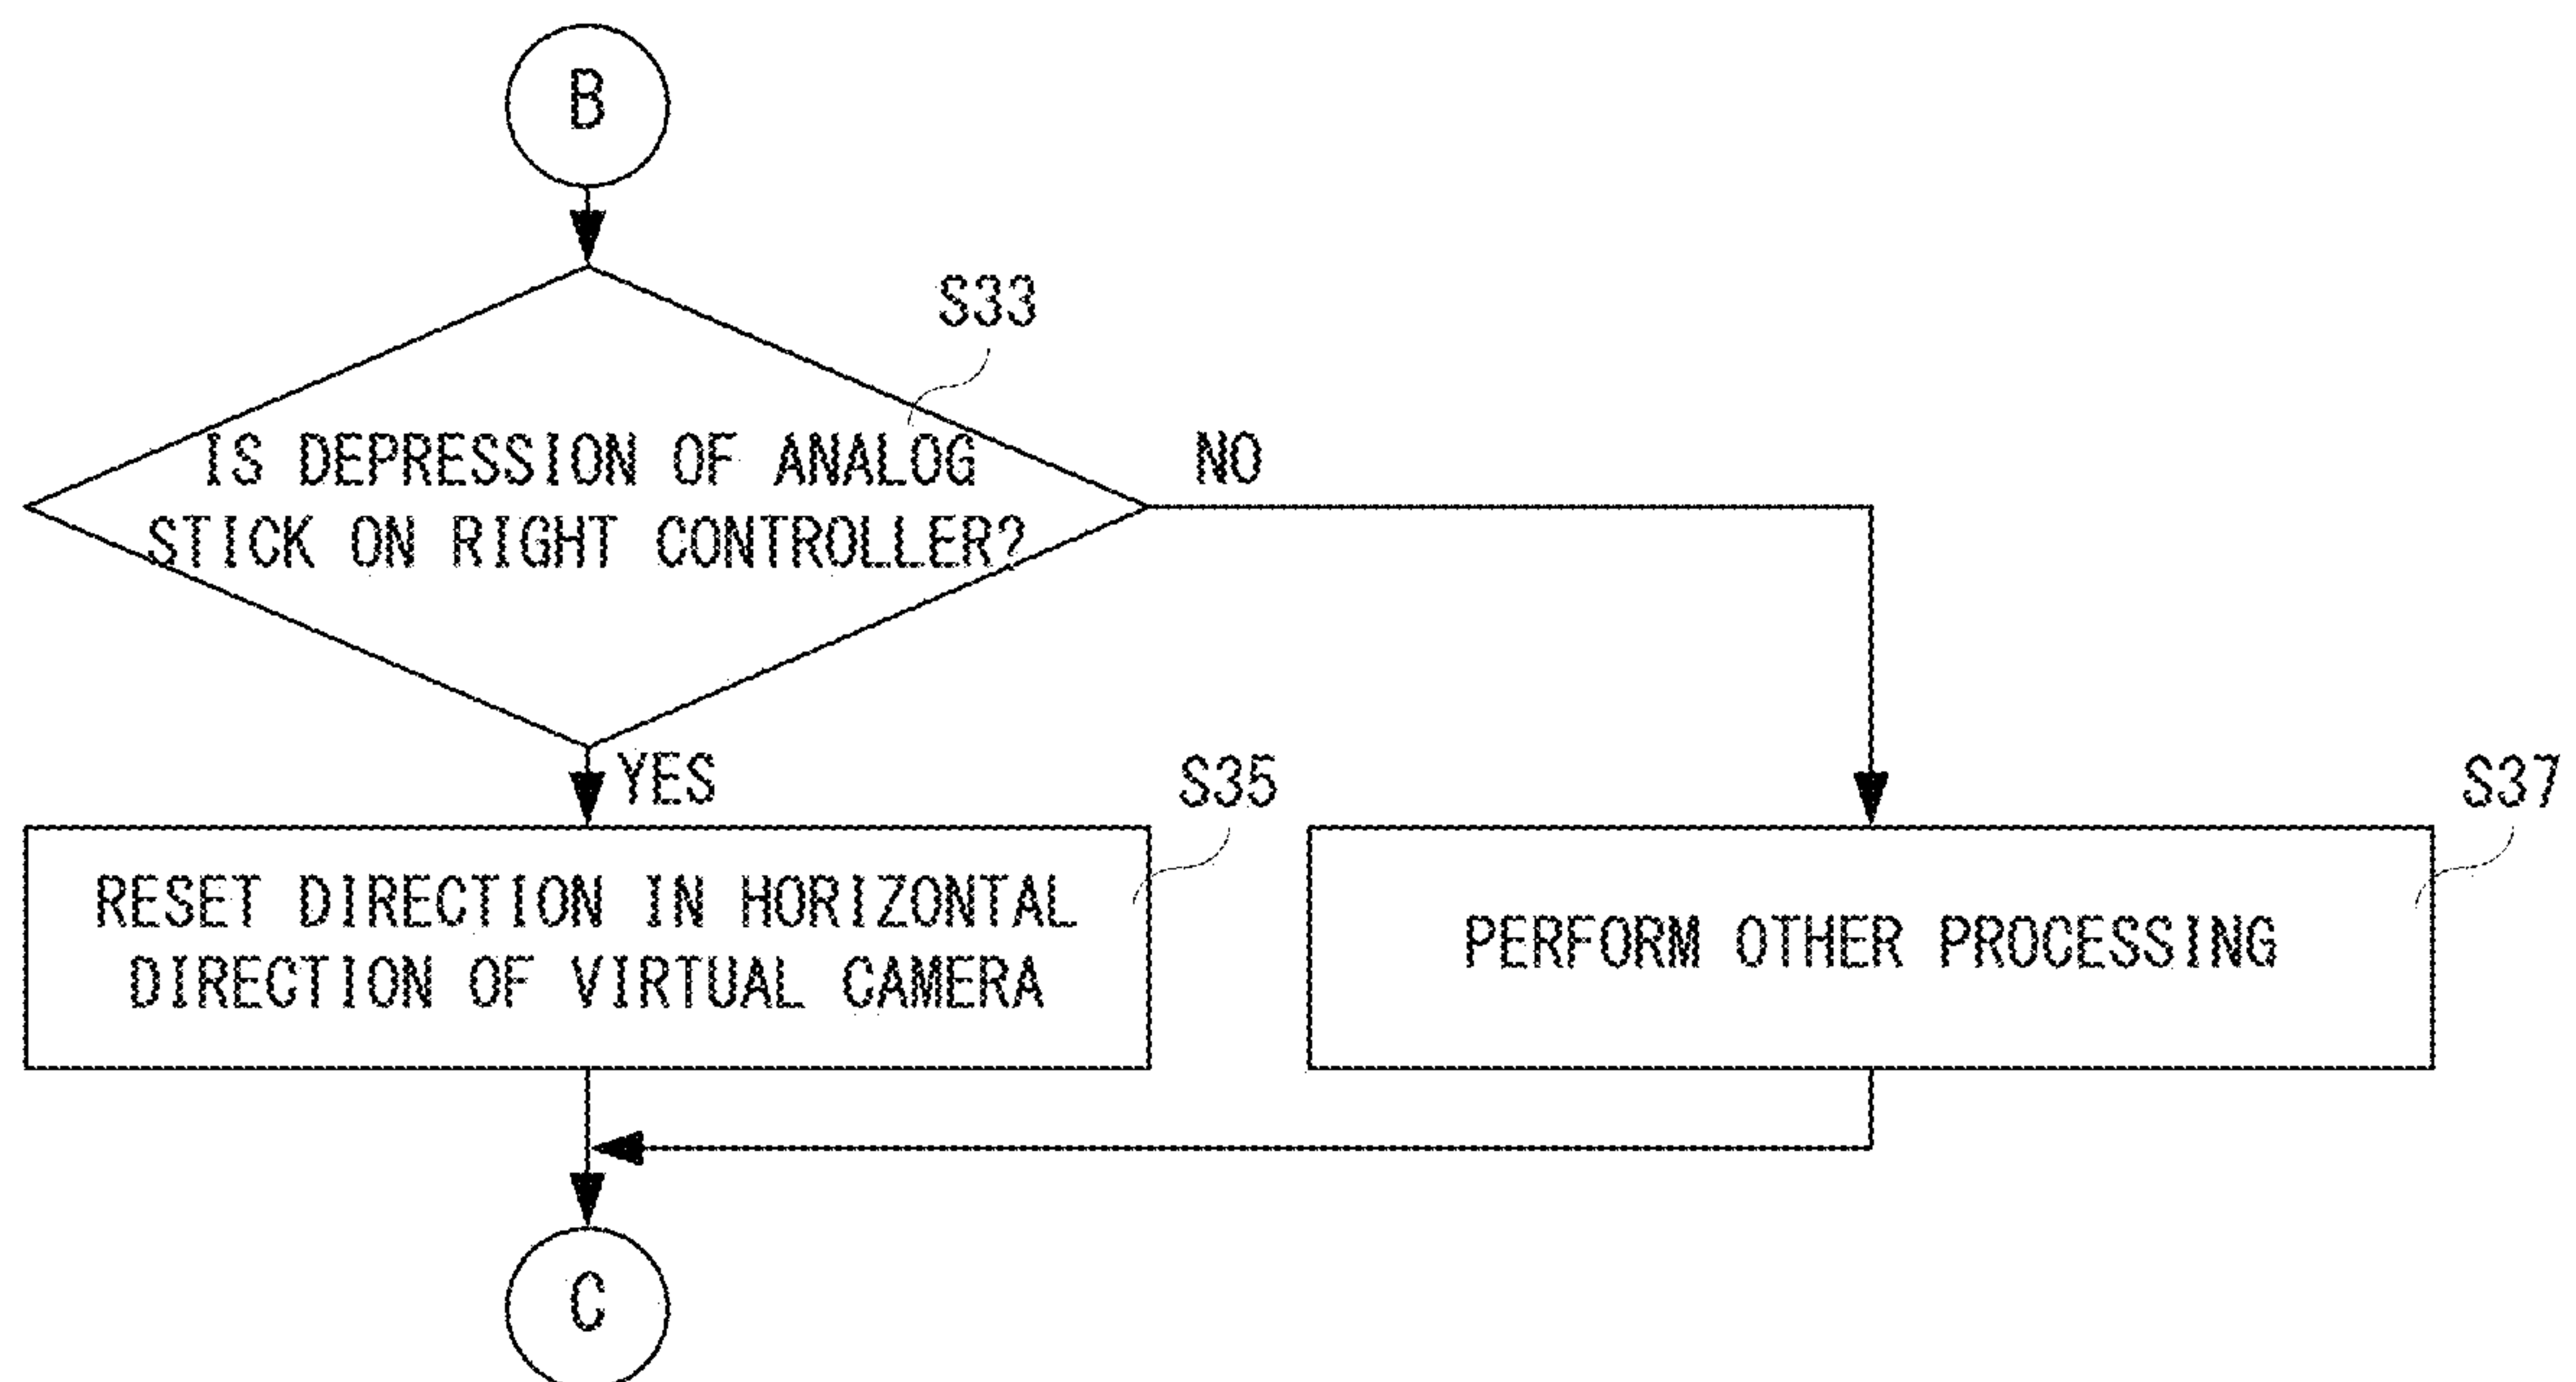 B
S33
IS DEPRESSION OF ANALOG
STICK ON RIGHT CONTROLLER?
NO
YES
S35
S37
RESET DIRECTION IN HORIZONTAL
DIRECTION OF VIRTUAL CAMERA
PERFORM OTHER PROCESSING
C